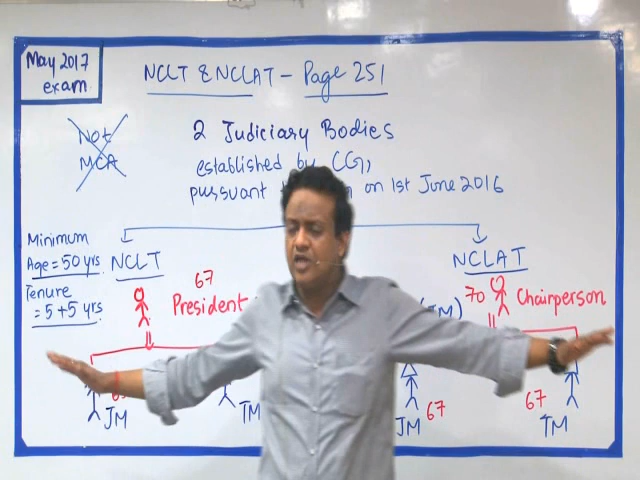 May 2017
exam
NCLT & NCLAT - Page 251
Not
MCA
2 Judiciary Bodies
established by CG,
pursuant on 1st June 2016
Minimum
Age = 50 yrs.
Tenure
= 5+5 yrs.
NCLT
67
President
NCLAT
70
Chairperson
(JM)
JM
TM
JM
67
67
TM